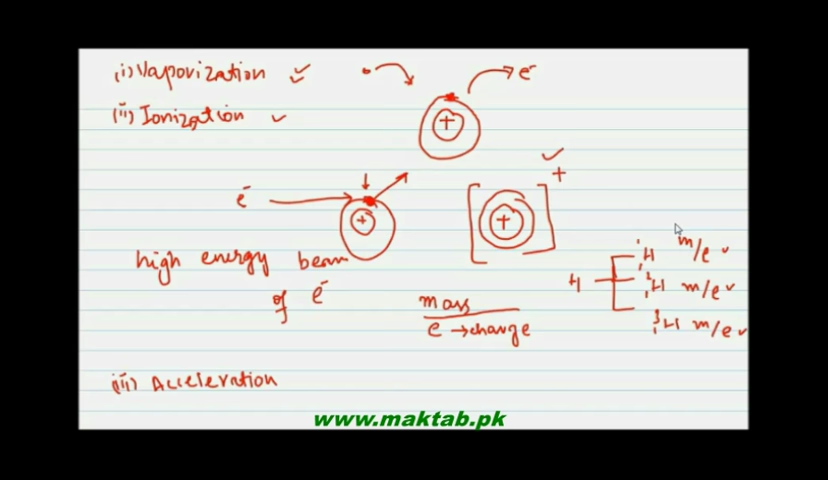 (i) Vaporization
e⁻
(ii) Ionization
+
+
e⁻
+
+
high energy beam
of e⁻
mass
e → charge
H
¹₁H m/e
²₁H m/e
³₁H m/e
(iii) Acceleration
www.maktab.pk